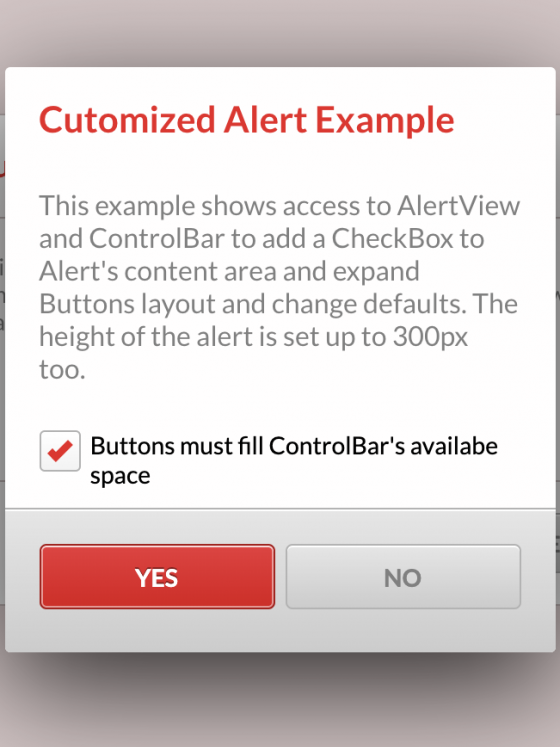 Cutomized Alert Example
This example shows access to AlertView
and ControlBar to add a CheckBox to
Alert's content area and expand
Buttons layout and change defaults. The
height of the alert is set up to 300px
too.
Buttons must fill ControlBar's availabe
space
YES
NO